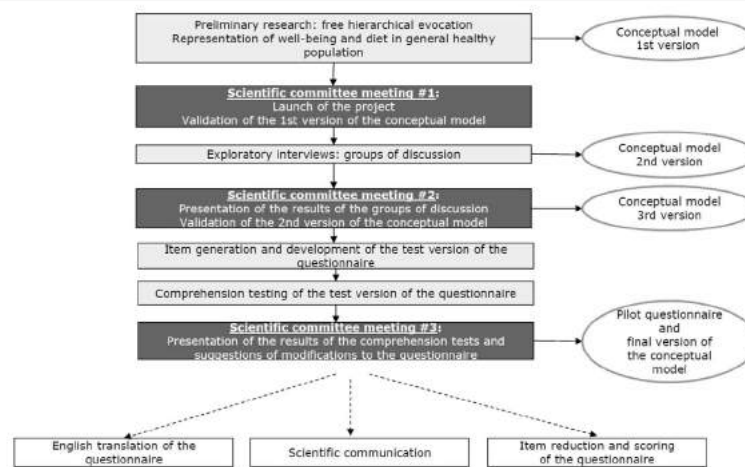 Preliminary research: free hierarchical evocation
Representation of well-being and diet in general healthy
population
Conceptual model
1st version
Scientific committee meeting #1:
Launch of the project
Validation of the 1st version of the conceptual model
Exploratory interviews: groups of discussion
Conceptual model
2nd version
Scientific committee meeting #2:
Presentation of the results of the groups of discussion
Validation of the 2nd version of the conceptual model
Conceptual model
3rd version
Item generation and development of the test version of the
questionnaire
Comprehension testing of the test version of the questionnaire
Scientific committee meeting #3:
Presentation of the results of the comprehension tests and
suggestions of modifications to the questionnaire
Pilot questionnaire
and
final version of
the conceptual
model
English translation of the
questionnaire
Scientific communication
Item reduction and scoring
of the questionnaire